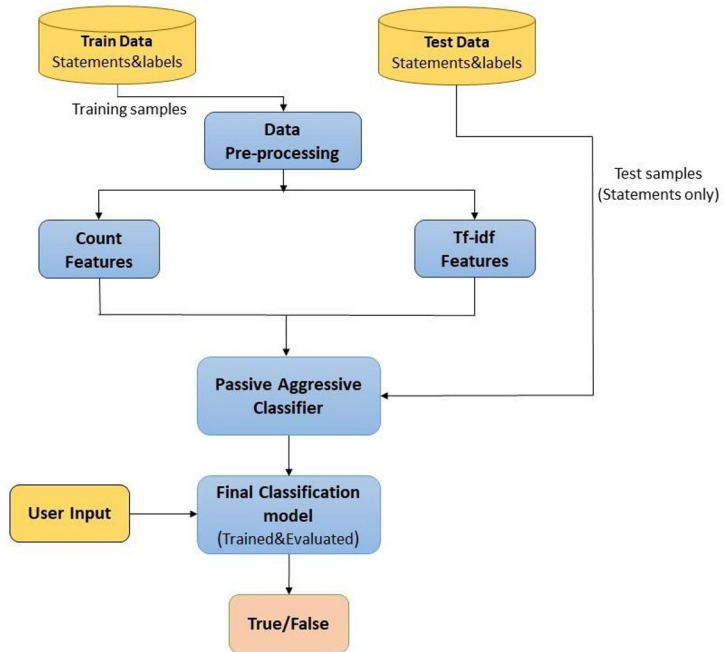 Train Data
Statements&labels
Test Data
Statements&labels
Training samples
Data
Pre-processing
Test samples
(Statements only)
Count
Features
Tf-idf
Features
Passive Aggressive
Classifier
User Input
Final Classification
model
(Trained&Evaluated)
True/False